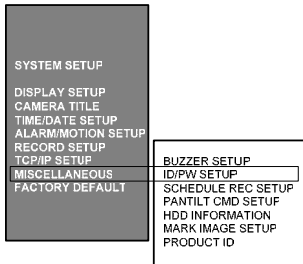 SYSTEM SETUP
DISPLAY SETUP
CAMERA TITLE
TIME/DATE SETUP
ALARM/MOTION SETUP
RECORD SETUP
TCP/IP SETUP
MISCELLANEOUS
FACTORY DEFAULT
BUZZER SETUP
ID/PW SETUP
SCHEDULE REC SETUP
PANTILT CMD SETUP
HDD INFORMATION
MARK IMAGE SETUP
PRODUCT ID